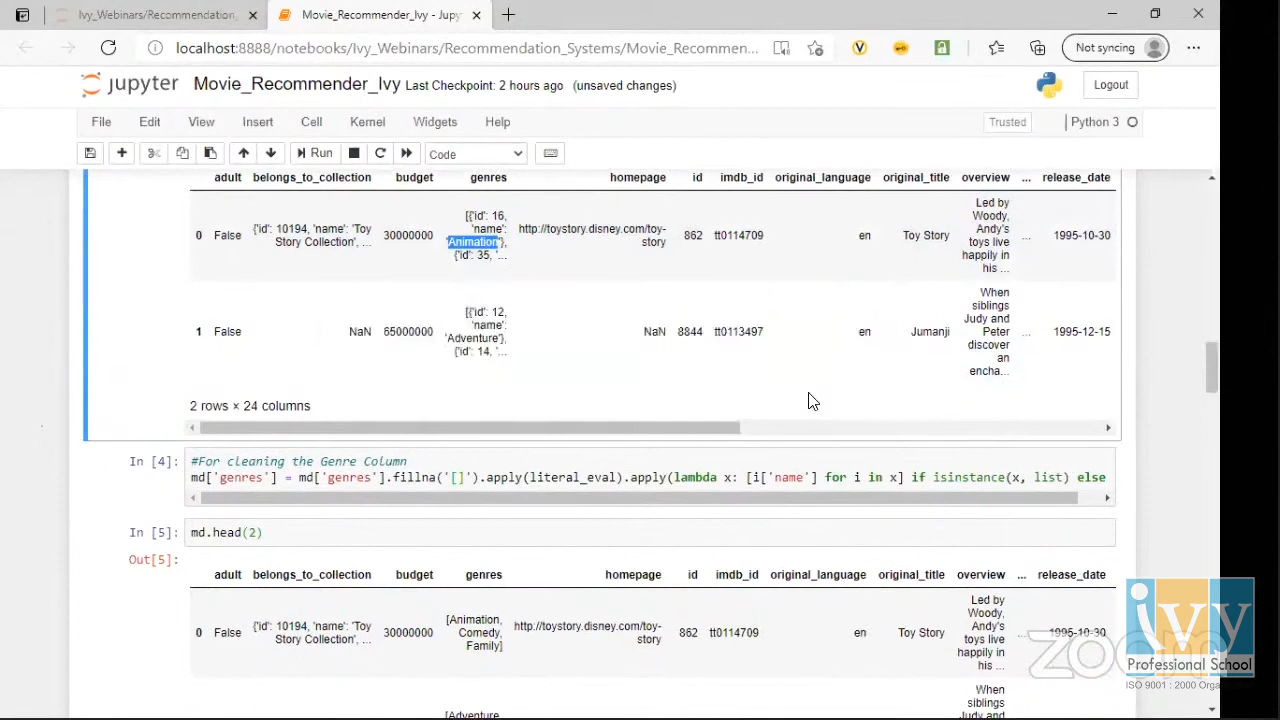 Ivy_Webinars/Recommendation_
Movie_Recommender_Ivy - Jupy
localhost:8888/notebooks/Ivy_Webinars/Recommendation_Systems/Movie_Recommen...
Not syncing
jupyter Movie_Recommender_Ivy Last Checkpoint: 2 hours ago (unsaved changes)
Logout
File Edit View Insert Cell Kernel Widgets Help
Trusted
Python 3
Run
Code
adult belongs_to_collection budget genres homepage id imdb_id original_language original_title overview ... release_date
0 False {'id': 10194, 'name': 'Toy Story Collection', ... 30000000 [{'id': 16, 'name': 'Animation'}, {'id': 35, '... http://toystory.disney.com/toy-story 862 tt0114709 en Toy Story Led by Woody, Andy's toys live happily in his ... ... 1995-10-30
1 False NaN 65000000 [{'id': 12, 'name': 'Adventure'}, {'id': 14, '... NaN 8844 tt0113497 en Jumanji When siblings Judy and Peter discover an encha... ... 1995-12-15
2 rows × 24 columns
In [4]: #For cleaning the Genre Column
md['genres'] = md['genres'].fillna('[]').apply(literal_eval).apply(lambda x: [i['name'] for i in x] if isinstance(x, list) else
In [5]: md.head(2)
Out[5]:
adult belongs_to_collection budget genres homepage id imdb_id original_language original_title overview ... release_date
0 False {'id': 10194, 'name': 'Toy Story Collection', ... 30000000 [Animation, Comedy, Family] http://toystory.disney.com/toy-story 862 tt0114709 en Toy Story Led by Woody, Andy's toys live happily in his ... ... 1995-10-30
[Adventure,
When siblings Judy and
zoom
ivy
Professional School
ISO 9001 : 2000